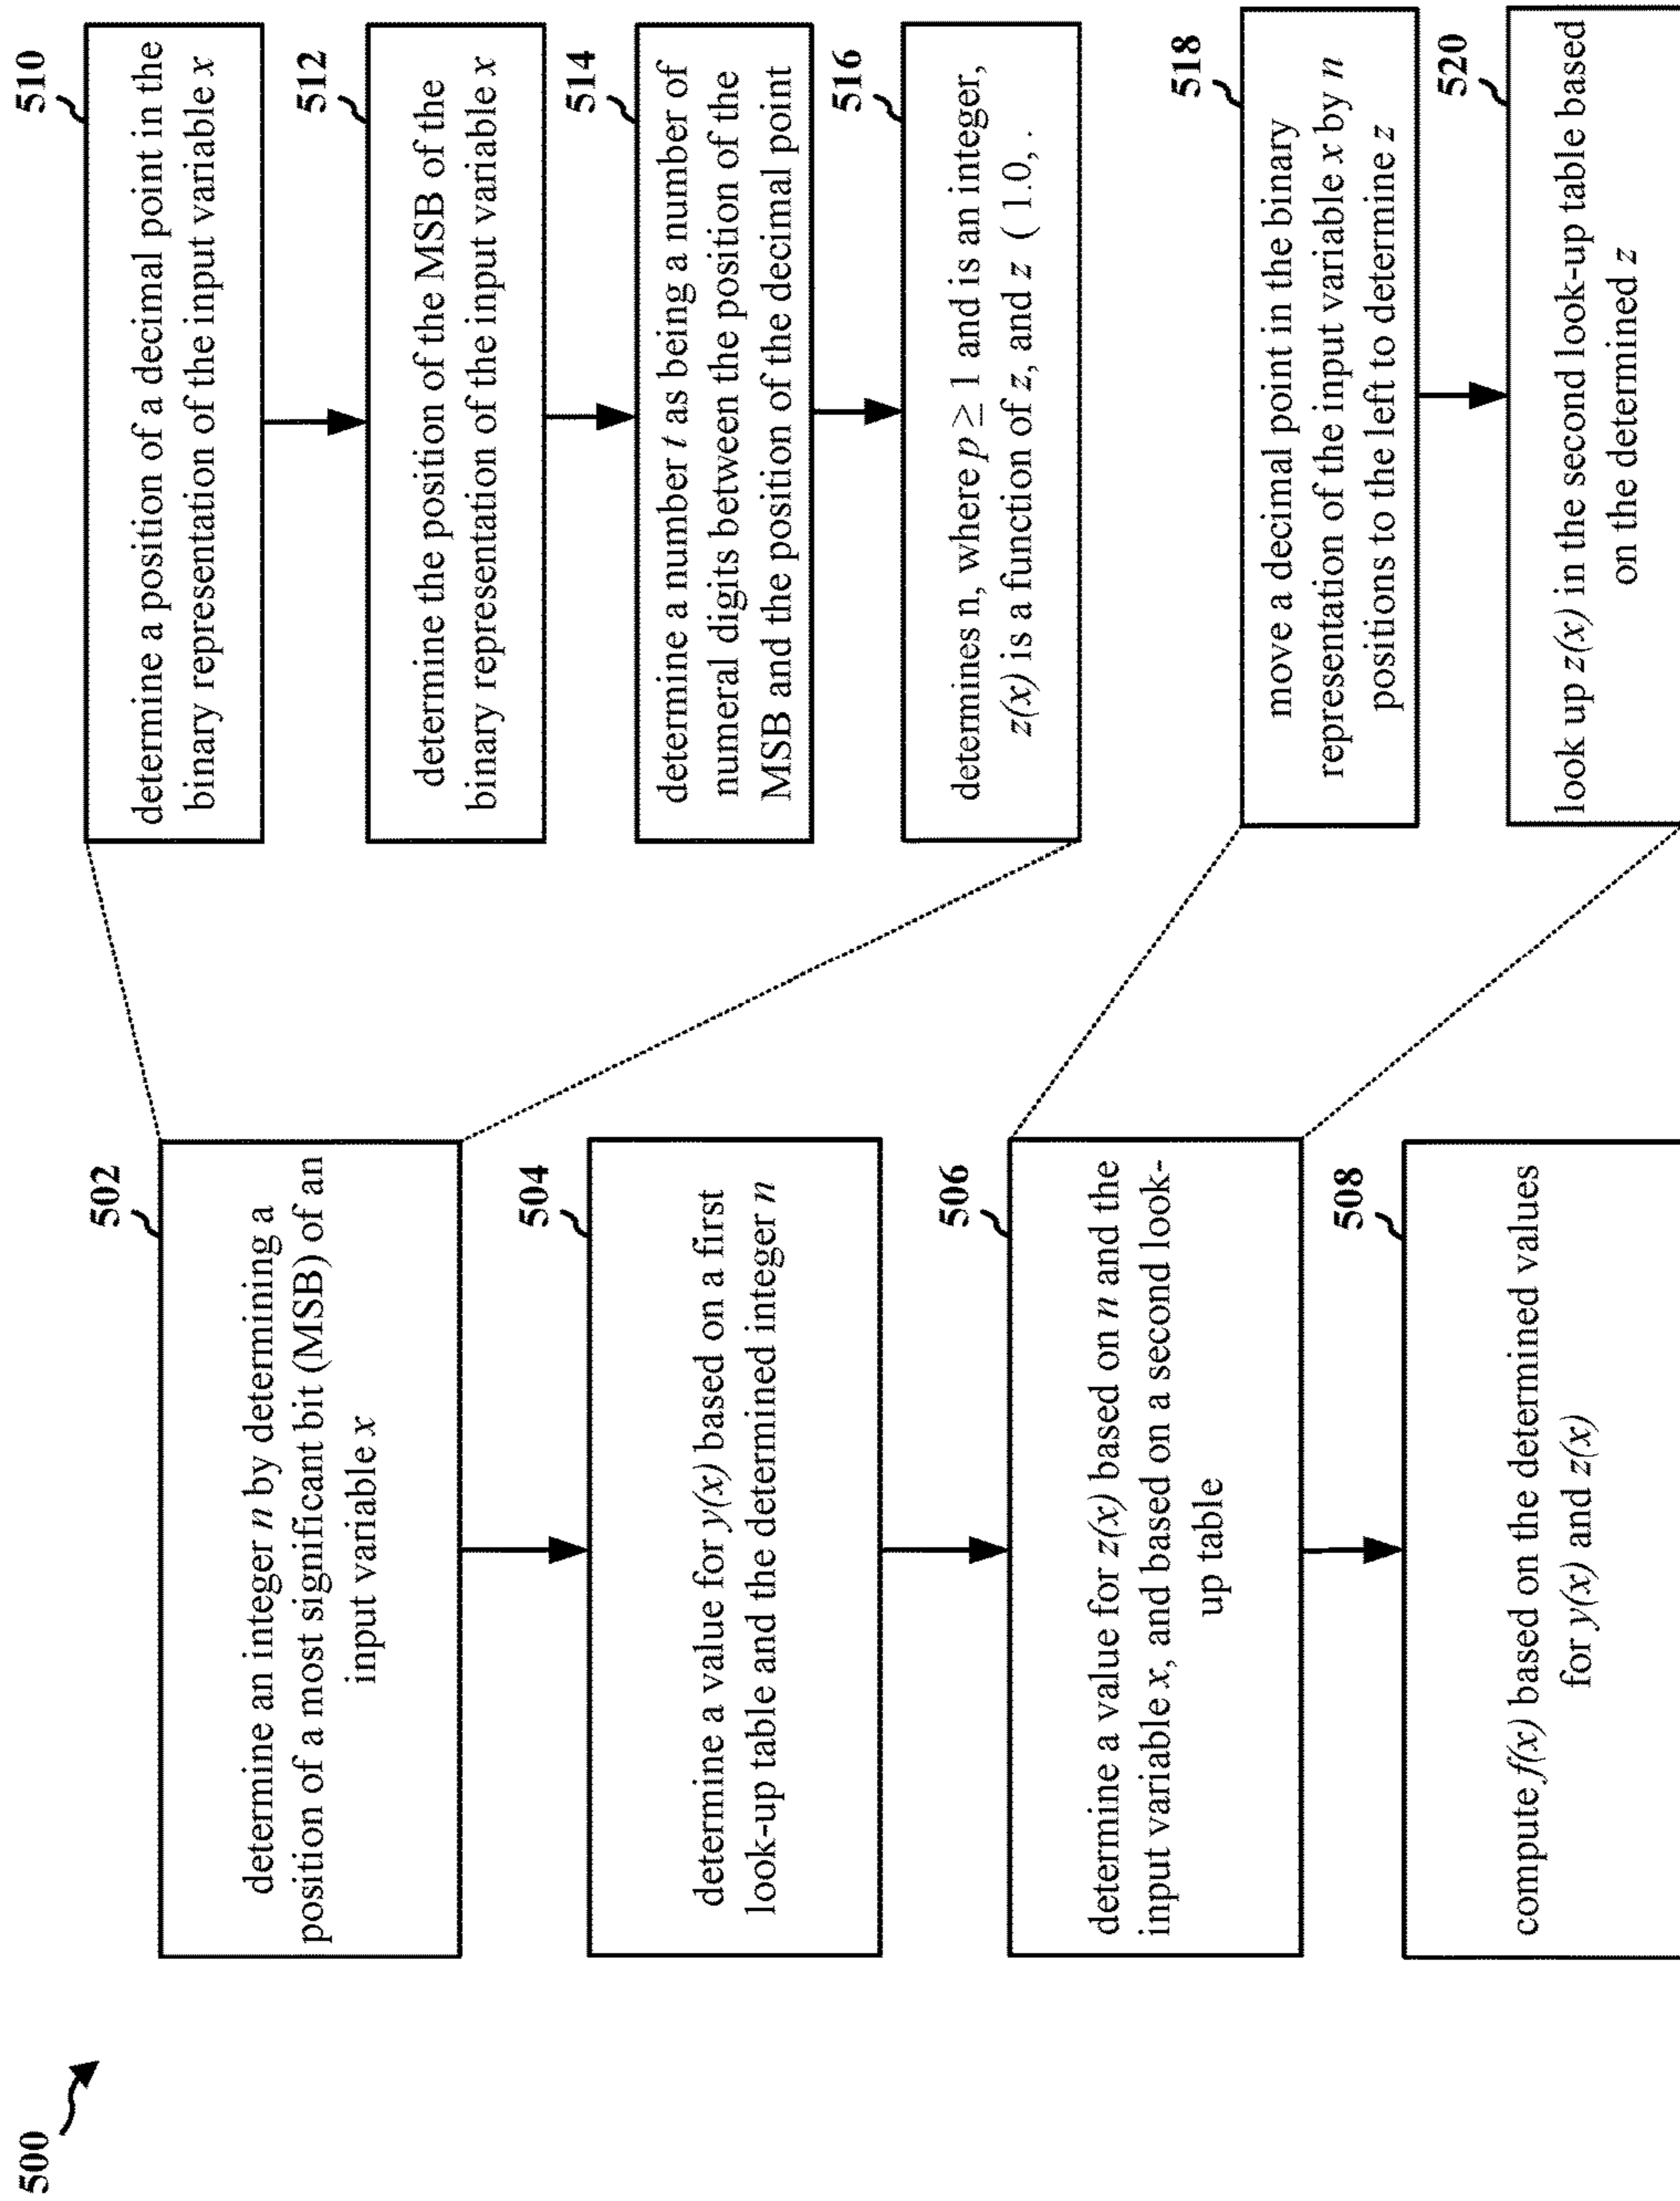 500
502
determine an integer n by determining a
position of a most significant bit (MSB) of an
input variable x
504
determine a value for y(x) based on a first
look-up table and the determined integer n
506
determine a value for z(x) based on n and the
input variable x, and based on a second look-
up table
508
compute f(x) based on the determined values
for y(x) and z(x)
510
determine a position of a decimal point in the
binary representation of the input variable x
512
determine the position of the MSB of the
binary representation of the input variable x
514
determine a number t as being a number of
numeral digits between the position of the
MSB and the position of the decimal point
516
determines n, where p ≥ 1 and is an integer,
z(x) is a function of z, and z ( 1.0, .
518
move a decimal point in the binary
representation of the input variable x by n
positions to the left to determine z
520
look up z(x) in the second look-up table based
on the determined z